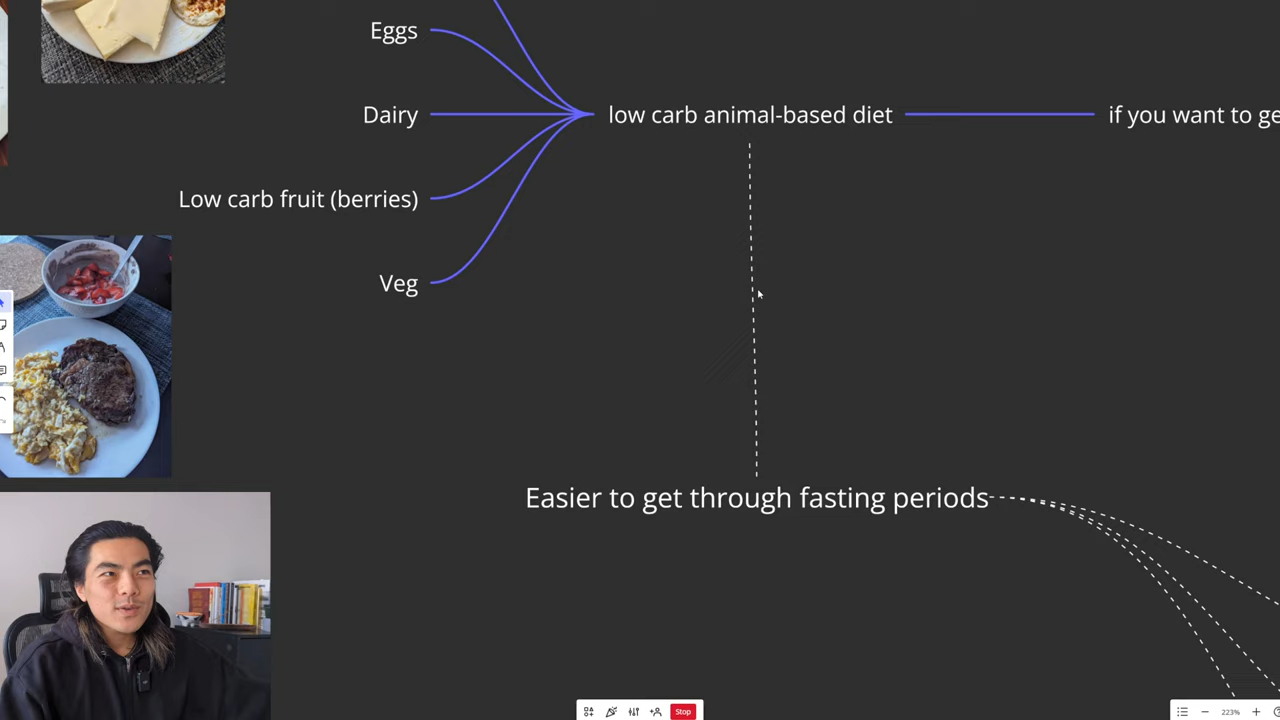 Eggs
Dairy
low carb animal-based diet
if you want to ge
Low carb fruit (berries)
Veg
Easier to get through fasting periods
Stop
223%